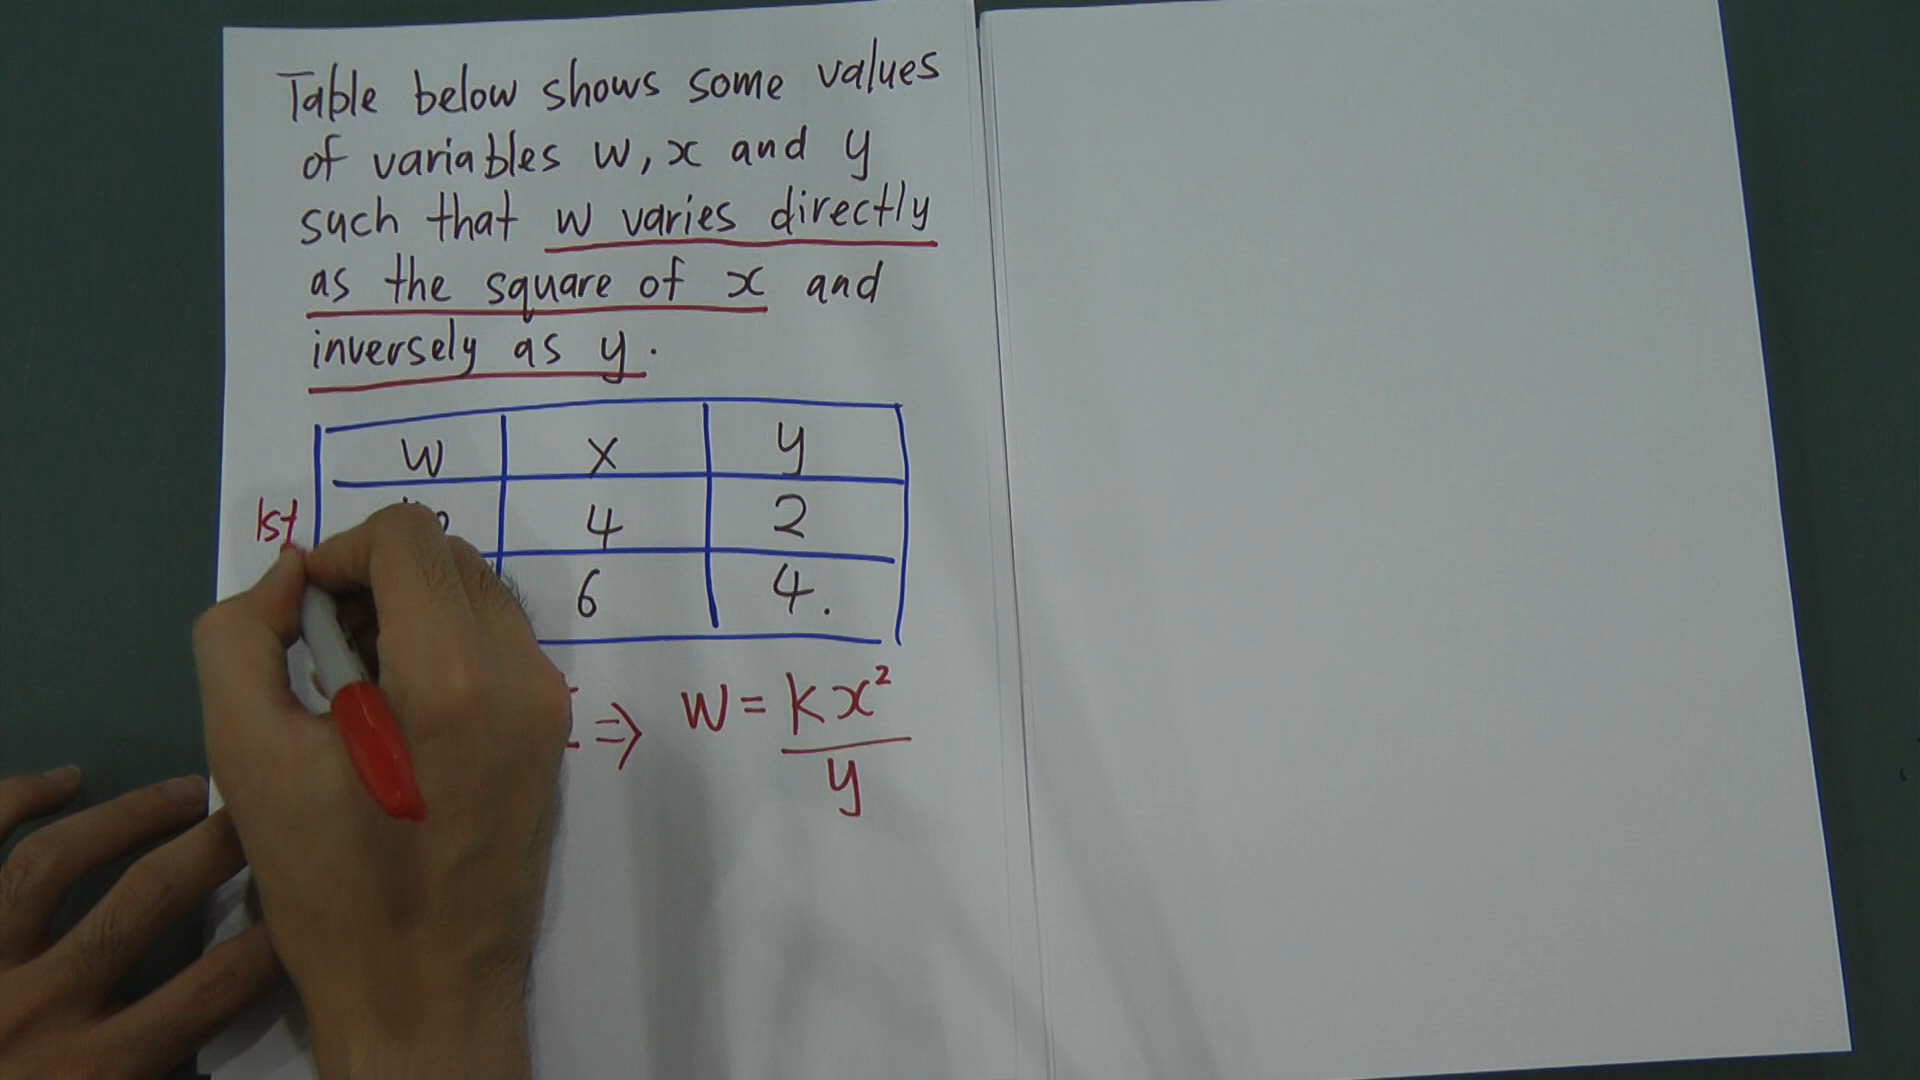 Table below shows some values
of variables w, x and y
such that w varies directly
as the square of x and
inversely as y.
w x y
1st 4 2
6 4.
⇒ w = kx²/y